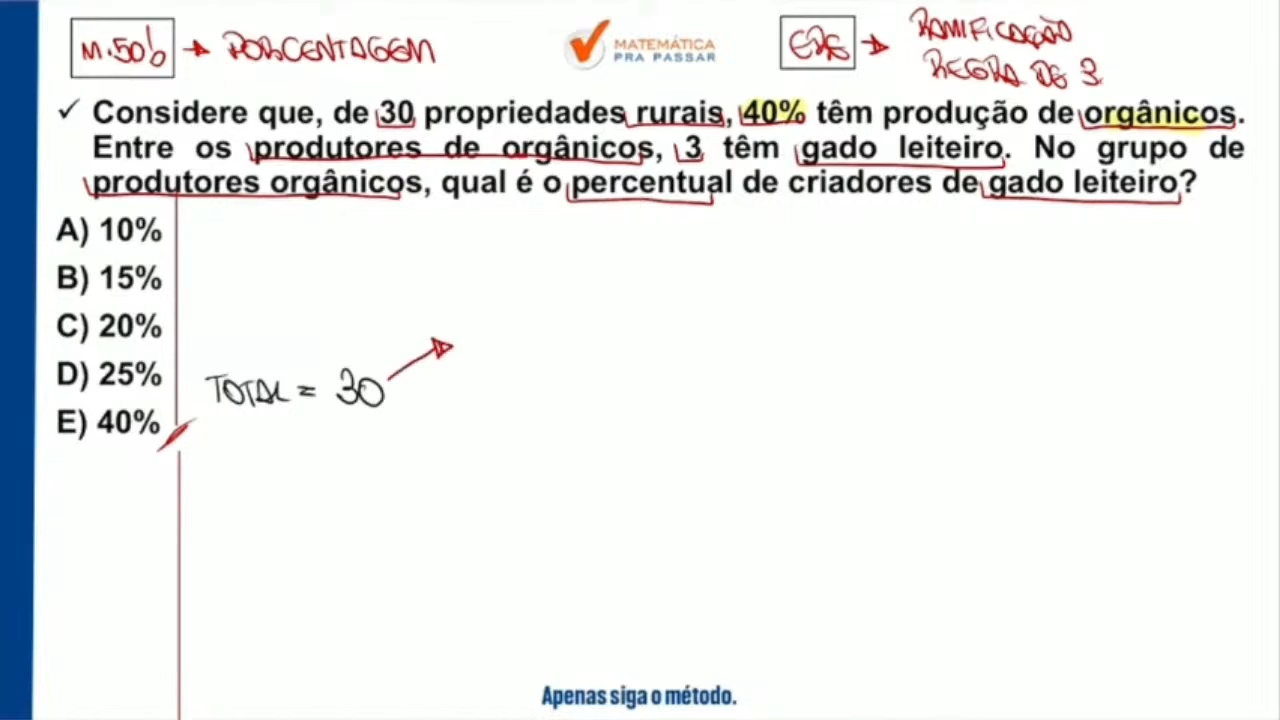 M.50% → PORCENTAGEM
MATEMÁTICA
PRA PASSAR
→ RAMIFICAÇÃO
REGRA DE 3
✓ Considere que, de 30 propriedades rurais, 40% têm produção de orgânicos.
Entre os produtores de orgânicos, 3 têm gado leiteiro. No grupo de
produtores orgânicos, qual é o percentual de criadores de gado leiteiro?
A) 10%
B) 15%
C) 20%
D) 25%
E) 40%
TOTAL = 30
Apenas siga o método.